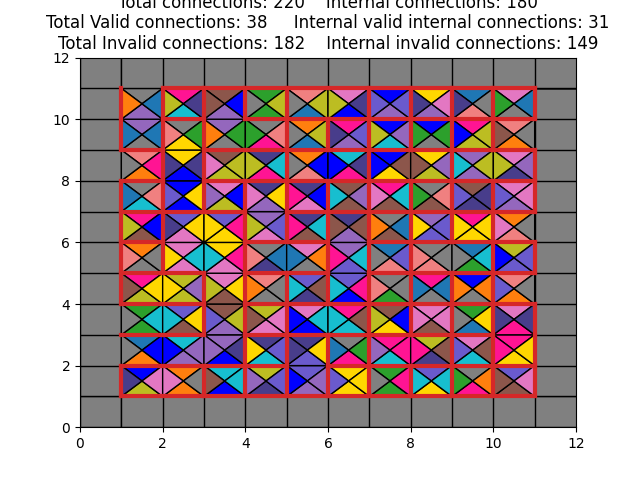 Total connections: 220    Internal connections: 180
Total Valid connections: 38    Internal valid internal connections: 31
Total Invalid connections: 182    Internal invalid connections: 149
12
10
8
6
4
2
0
0 2 4 6 8 10 12